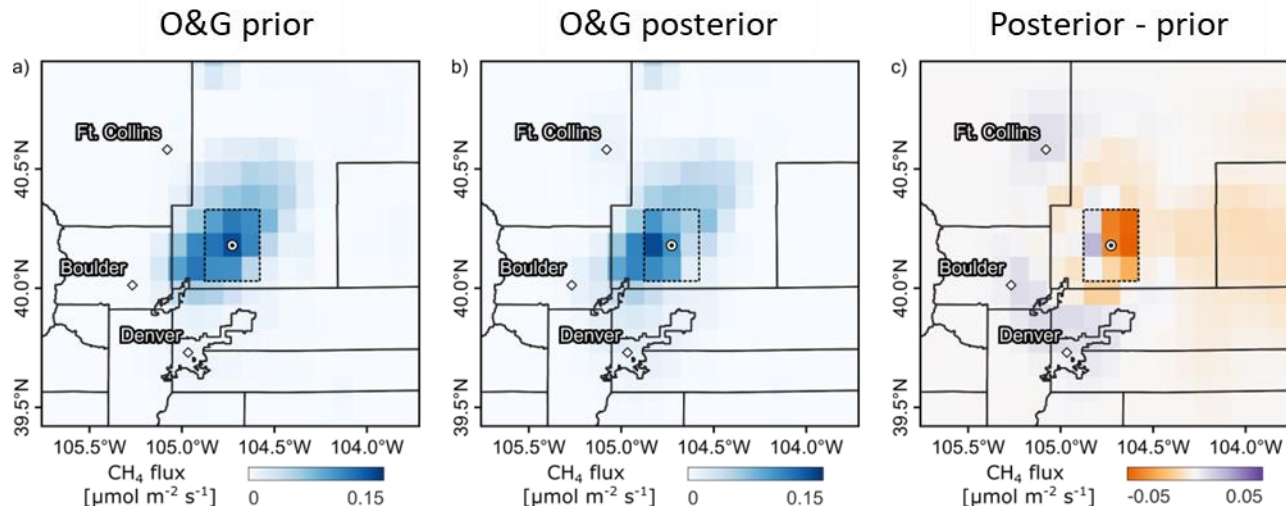 O&G prior
O&G posterior
Posterior - prior
a)
Ft. Collins
Boulder
Denver
40.5°N
40.0°N
39.5°N
105.5°W
105.0°W
104.5°W
104.0°W
CH₄ flux
[µmol m⁻² s⁻¹]
0
0.15
b)
Ft. Collins
Boulder
Denver
40.5°N
40.0°N
39.5°N
105.5°W
105.0°W
104.5°W
104.0°W
CH₄ flux
[µmol m⁻² s⁻¹]
0
0.15
c)
Ft. Collins
Boulder
Denver
40.5°N
40.0°N
39.5°N
105.5°W
105.0°W
104.5°W
104.0°W
CH₄ flux
[µmol m⁻² s⁻¹]
-0.05
0.05